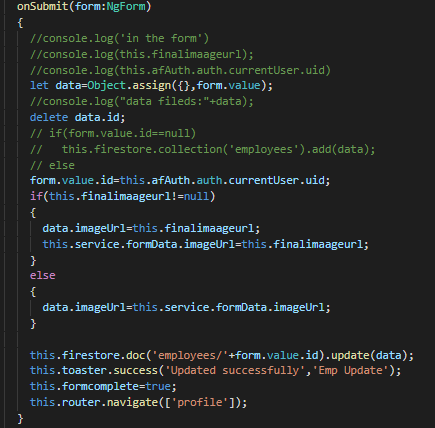 onSubmit(form:NgForm)
{
//console.log('in the form')
//console.log(this.finalimaageurl);
//console.log(this.afAuth.auth.currentUser.uid)
let data=Object.assign({},form.value);
//console.log("data fileds:"+data);
delete data.id;
// if(form.value.id==null)
//   this.firestore.collection('employees').add(data);
// else
form.value.id=this.afAuth.auth.currentUser.uid;
if(this.finalimaageurl!=null)
{
data.imageUrl=this.finalimaageurl;
this.service.formData.imageUrl=this.finalimaageurl;
}
else
{
data.imageUrl=this.service.formData.imageUrl;
}
this.firestore.doc('employees/'+form.value.id).update(data);
this.toaster.success('Updated successfully','Emp Update');
this.formcomplete=true;
this.router.navigate(['profile']);
}